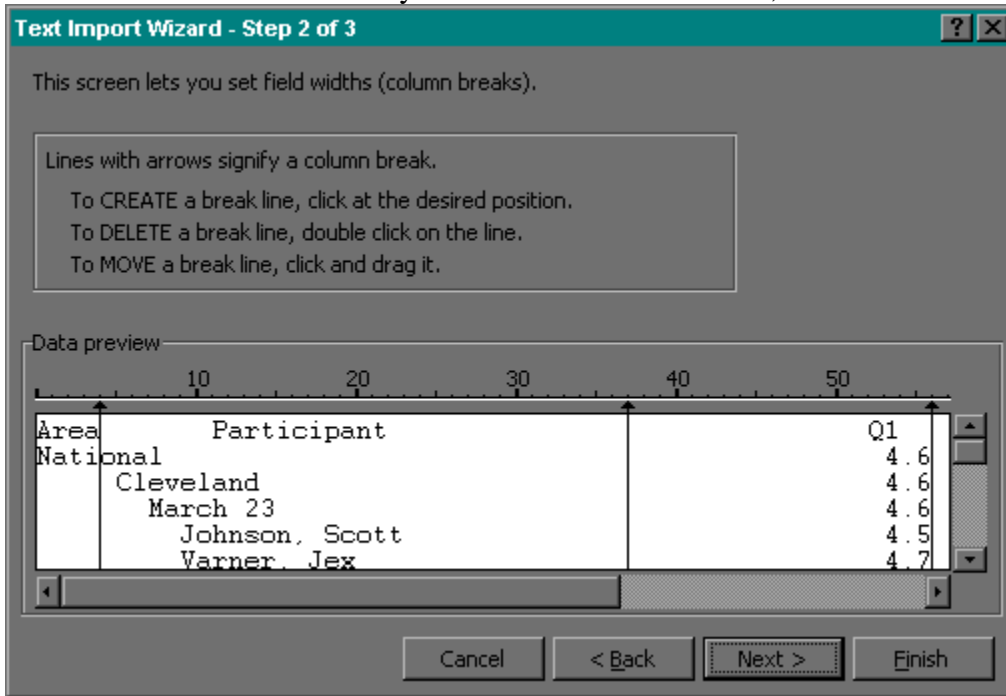 Text Import Wizard - Step 2 of 3
This screen lets you set field widths (column breaks).
Lines with arrows signify a column break.
To CREATE a break line, click at the desired position.
To DELETE a break line, double click on the line.
To MOVE a break line, click and drag it.
Data preview
10 20 30 40 50
Area Participant Q1
National 4.6
Cleveland 4.6
March 23 4.6
Johnson, Scott 4.5
Varner, Jex 4.7
Cancel < Back Next > Finish